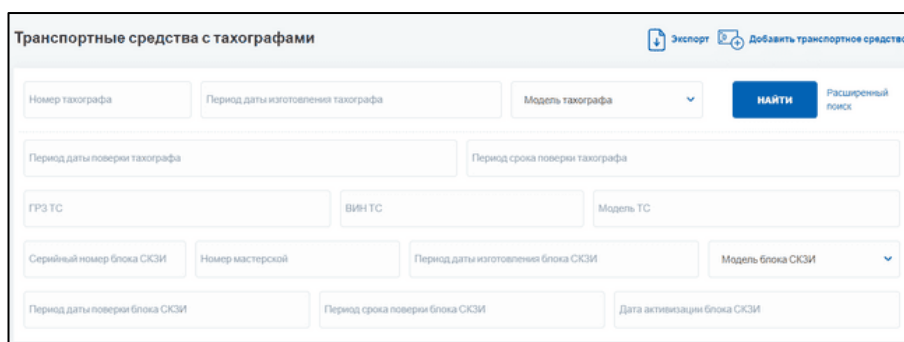 Транспортные средства с тахографами
Экспорт Добавить транспортное средство
Номер тахографа Период даты изготовления тахографа Модель тахографа НАЙТИ Расширенный
поиск
Период даты поверки тахографа Период срока поверки тахографа
ГРЗ ТС ВИН ТС Модель ТС
Серийный номер блока СКЗИ Номер мастерской Период даты изготовления блока СКЗИ Модель блока СКЗИ
Период даты поверки блока СКЗИ Период срока поверки блока СКЗИ Дата активизации блока СКЗИ